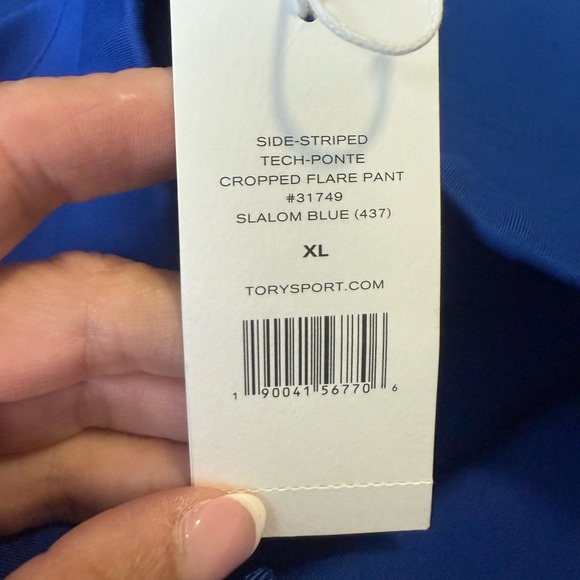 SIDE-STRIPED
TECH-PONTE
CROPPED FLARE PANT
#31749
SLALOM BLUE (437)
XL
TORYSPORT.COM
1 90041 56770 6